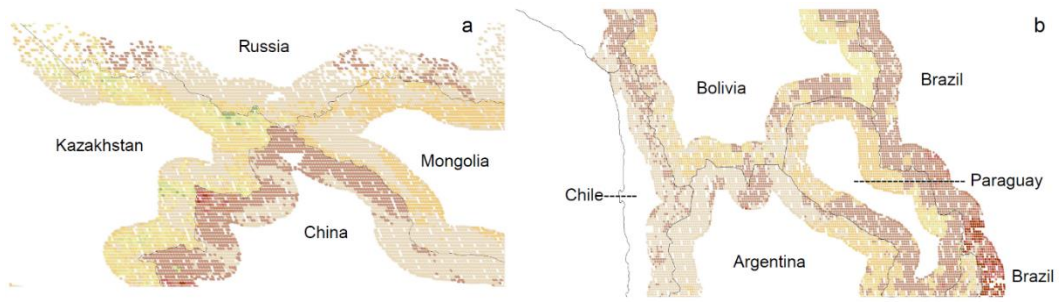 a
Russia
Kazakhstan
Mongolia
China
b
Bolivia
Brazil
Chile
Paraguay
Argentina
Brazil